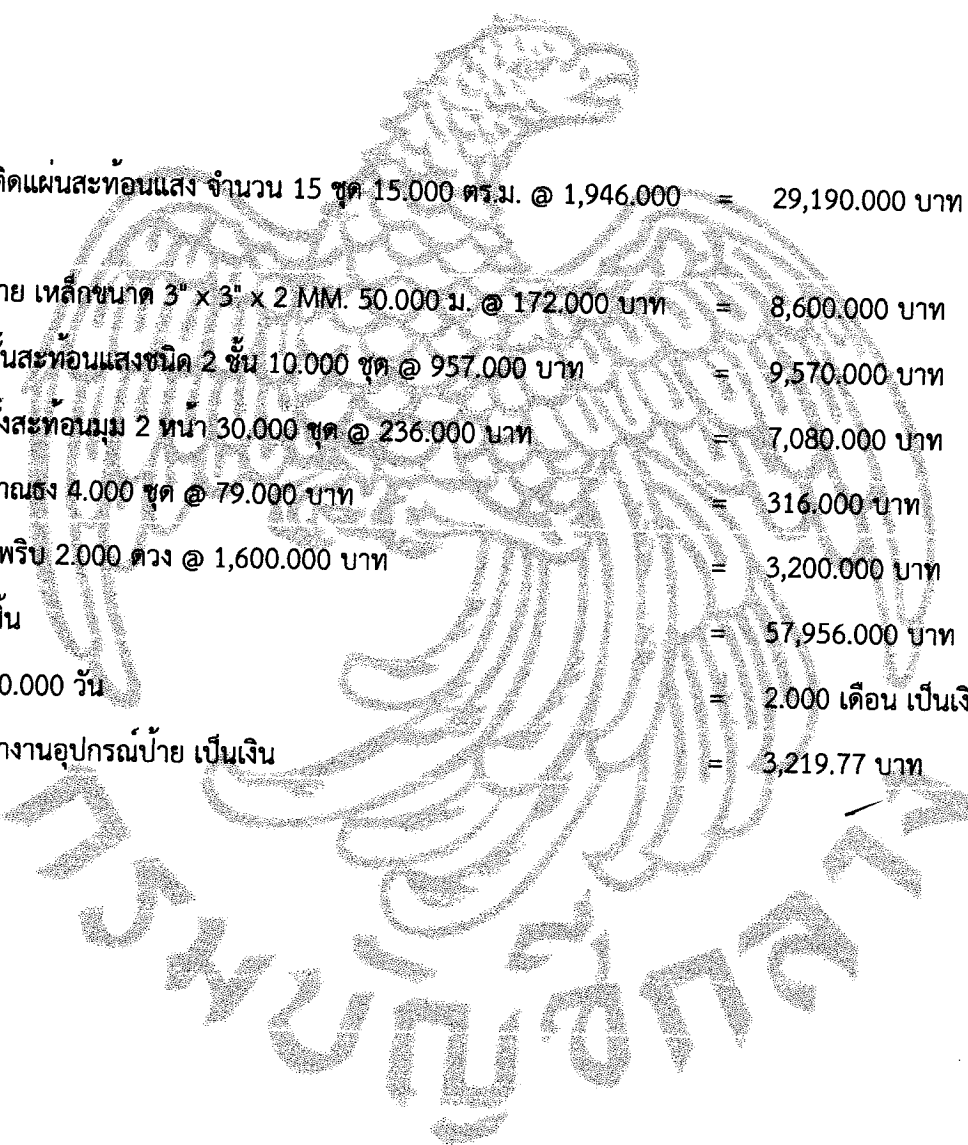 ติดแผ่นสะท้อนแสง จำนวน 15 ชุด 15.000 ตร.ม. @ 1,946.000 = 29,190.000 บาท
าย เหล็กขนาด 3" x 3" x 2 MM. 50.000 ม. @ 172.000 บาท = 8,600.000 บาท
้นสะท้อนแสงชนิด 2 ชั้น 10.000 ชุด @ 957.000 บาท = 9,570.000 บาท
ั้งสะท้อนมุม 2 หน้า 30.000 ชุด @ 236.000 บาท = 7,080.000 บาท
าณธง 4.000 ชุด @ 79.000 บาท = 316.000 บาท
พริบ 2.000 ดวง @ 1,600.000 บาท = 3,200.000 บาท
้น = 57,956.000 บาท
0.000 วัน = 2.000 เดือน เป็นเงิ
างานอุปกรณ์ป้าย เป็นเงิน = 3,219.77 บาท
กรมบัญชีกลาง